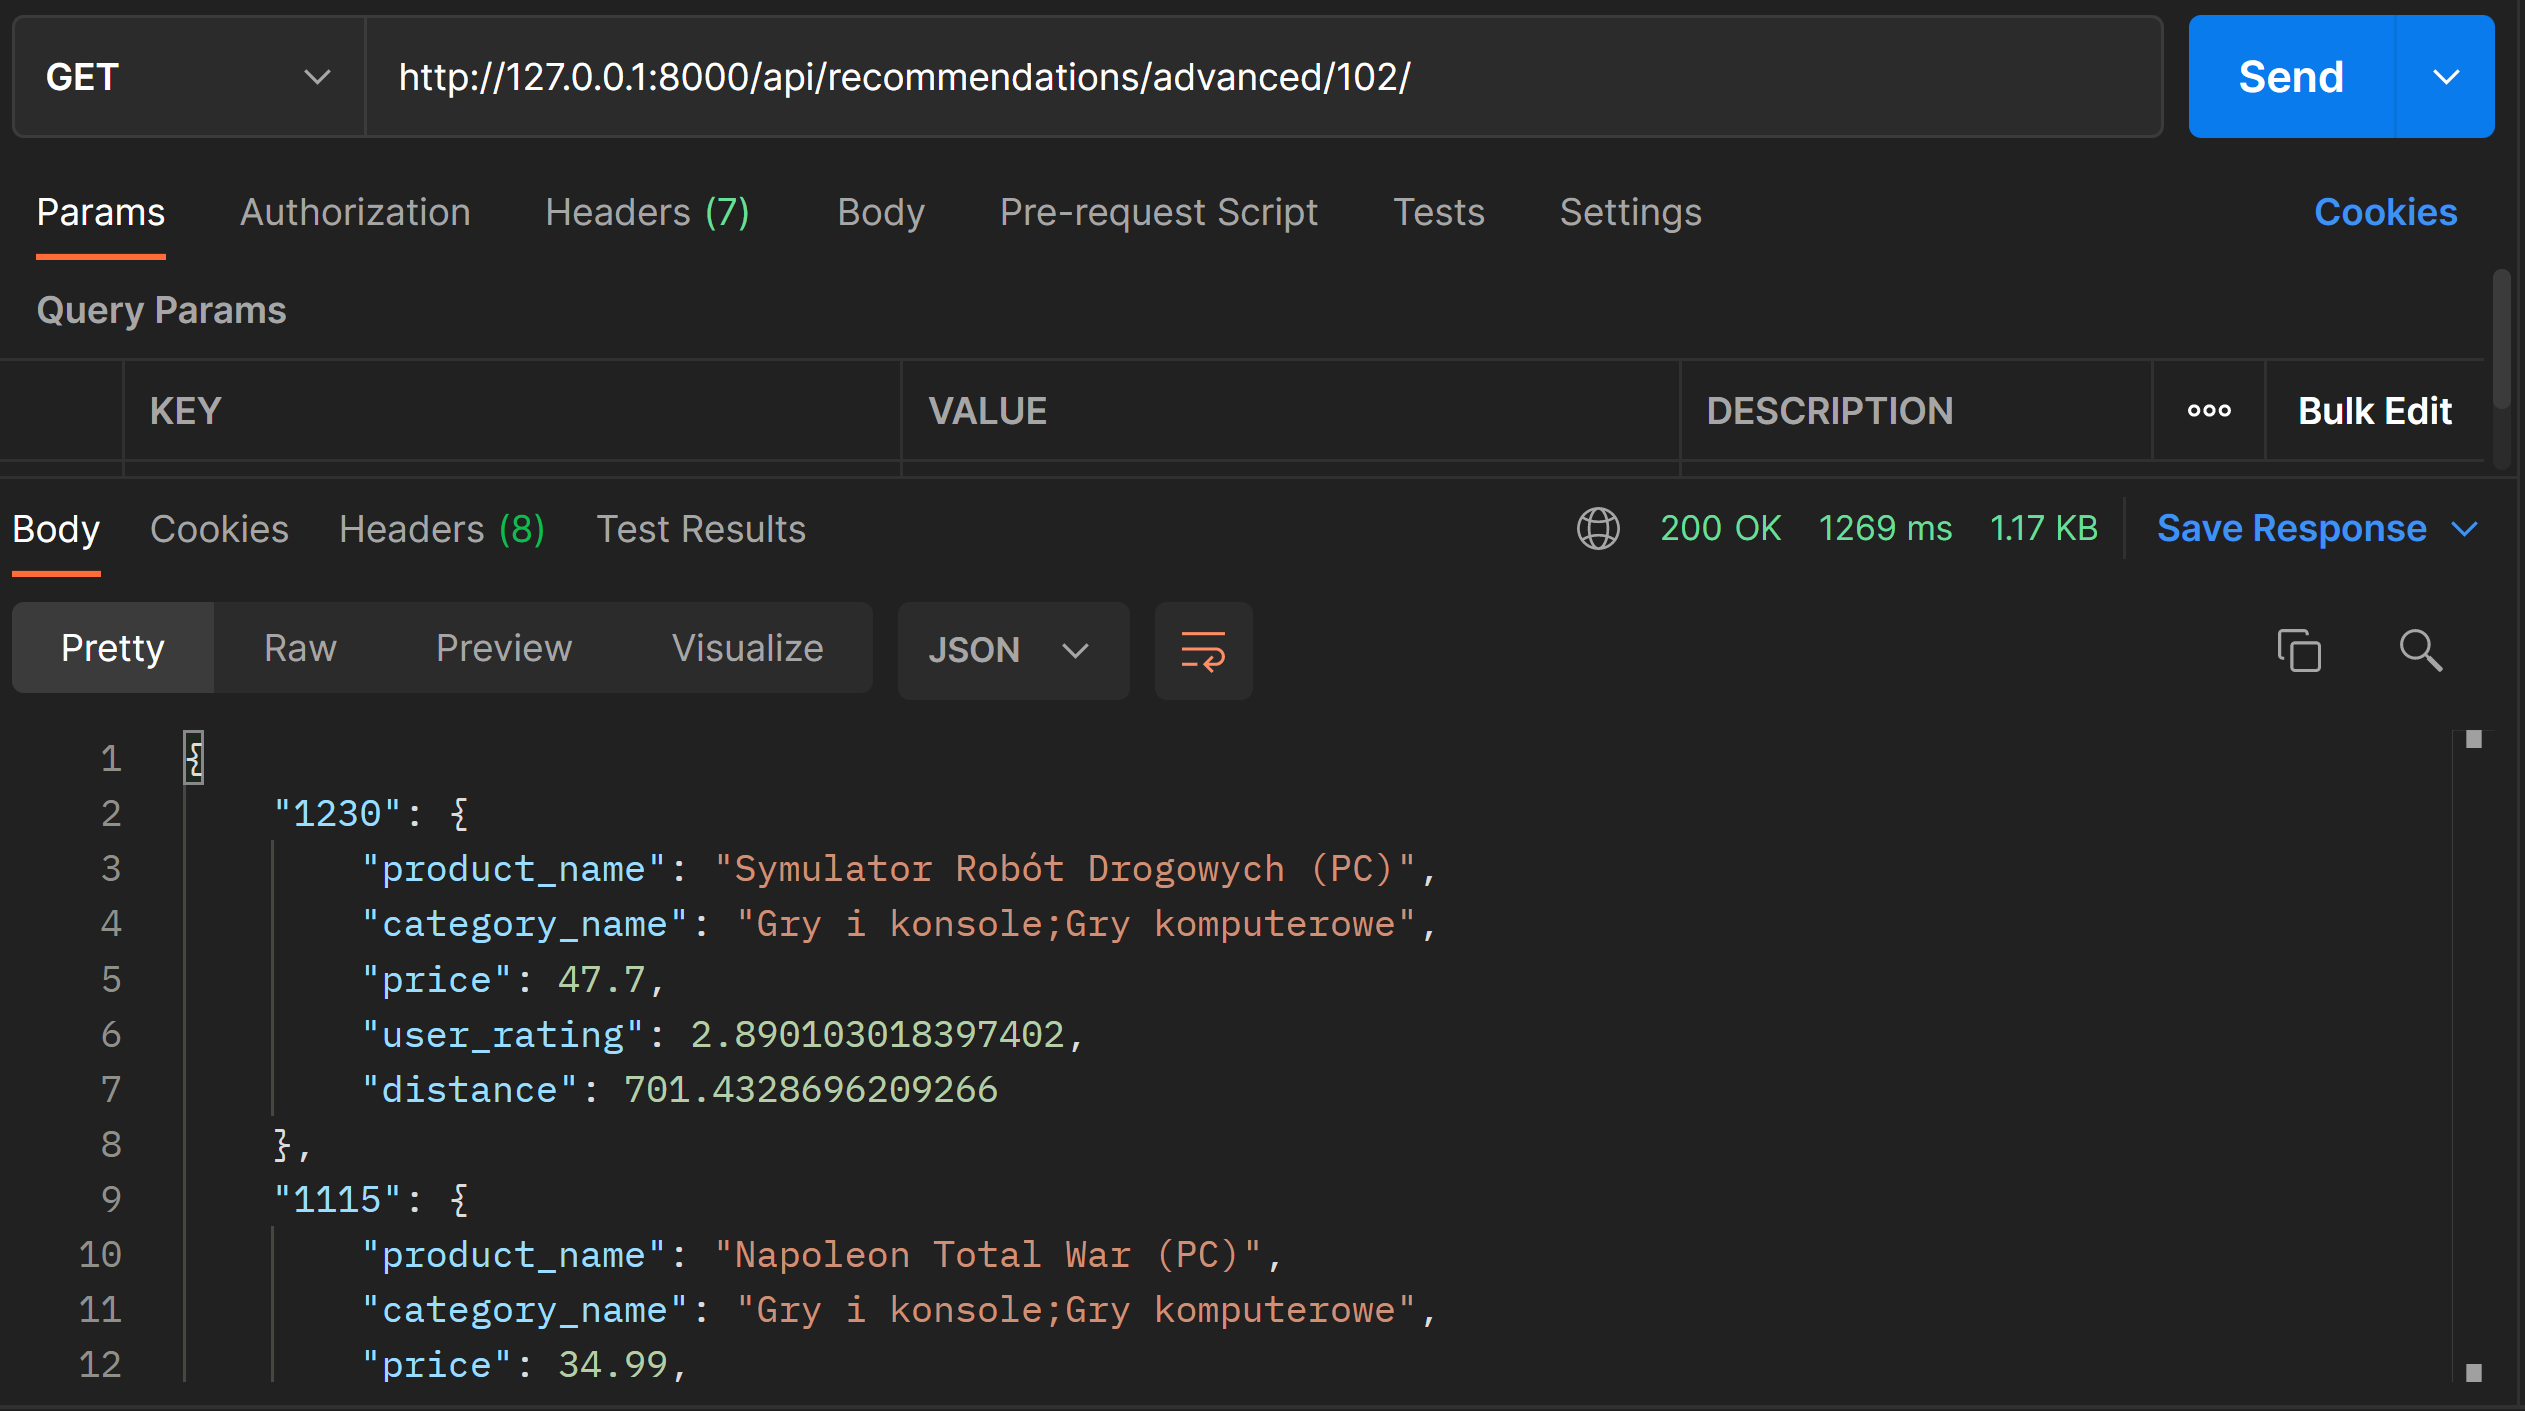 GET http://127.0.0.1:8000/api/recommendations/advanced/102/ Send
Params Authorization Headers (7) Body Pre-request Script Tests Settings Cookies
Query Params
KEY VALUE DESCRIPTION ooo Bulk Edit
Body Cookies Headers (8) Test Results 200 OK 1269 ms 1.17 KB Save Response
Pretty Raw Preview Visualize JSON
1 {
2 "1230": {
3 "product_name": "Symulator Robót Drogowych (PC)",
4 "category_name": "Gry i konsole;Gry komputerowe",
5 "price": 47.7,
6 "user_rating": 2.890103018397402,
7 "distance": 701.4328696209266
8 },
9 "1115": {
10 "product_name": "Napoleon Total War (PC)",
11 "category_name": "Gry i konsole;Gry komputerowe",
12 "price": 34.99,